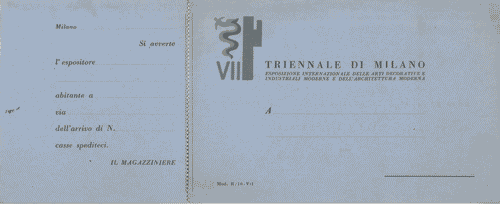 Milano
Si avverte
l'espositore
abitante a
via
dell'arrivo di N.
casse spediteci.
IL MAGAZZINIERE
VII
TRIENNALE DI MILANO
ESPOSIZIONE INTERNAZIONALE DELLE ARTI DECORATIVE E
INDUSTRIALI MODERNE E DELL'ARCHITETTURA MODERNA
A